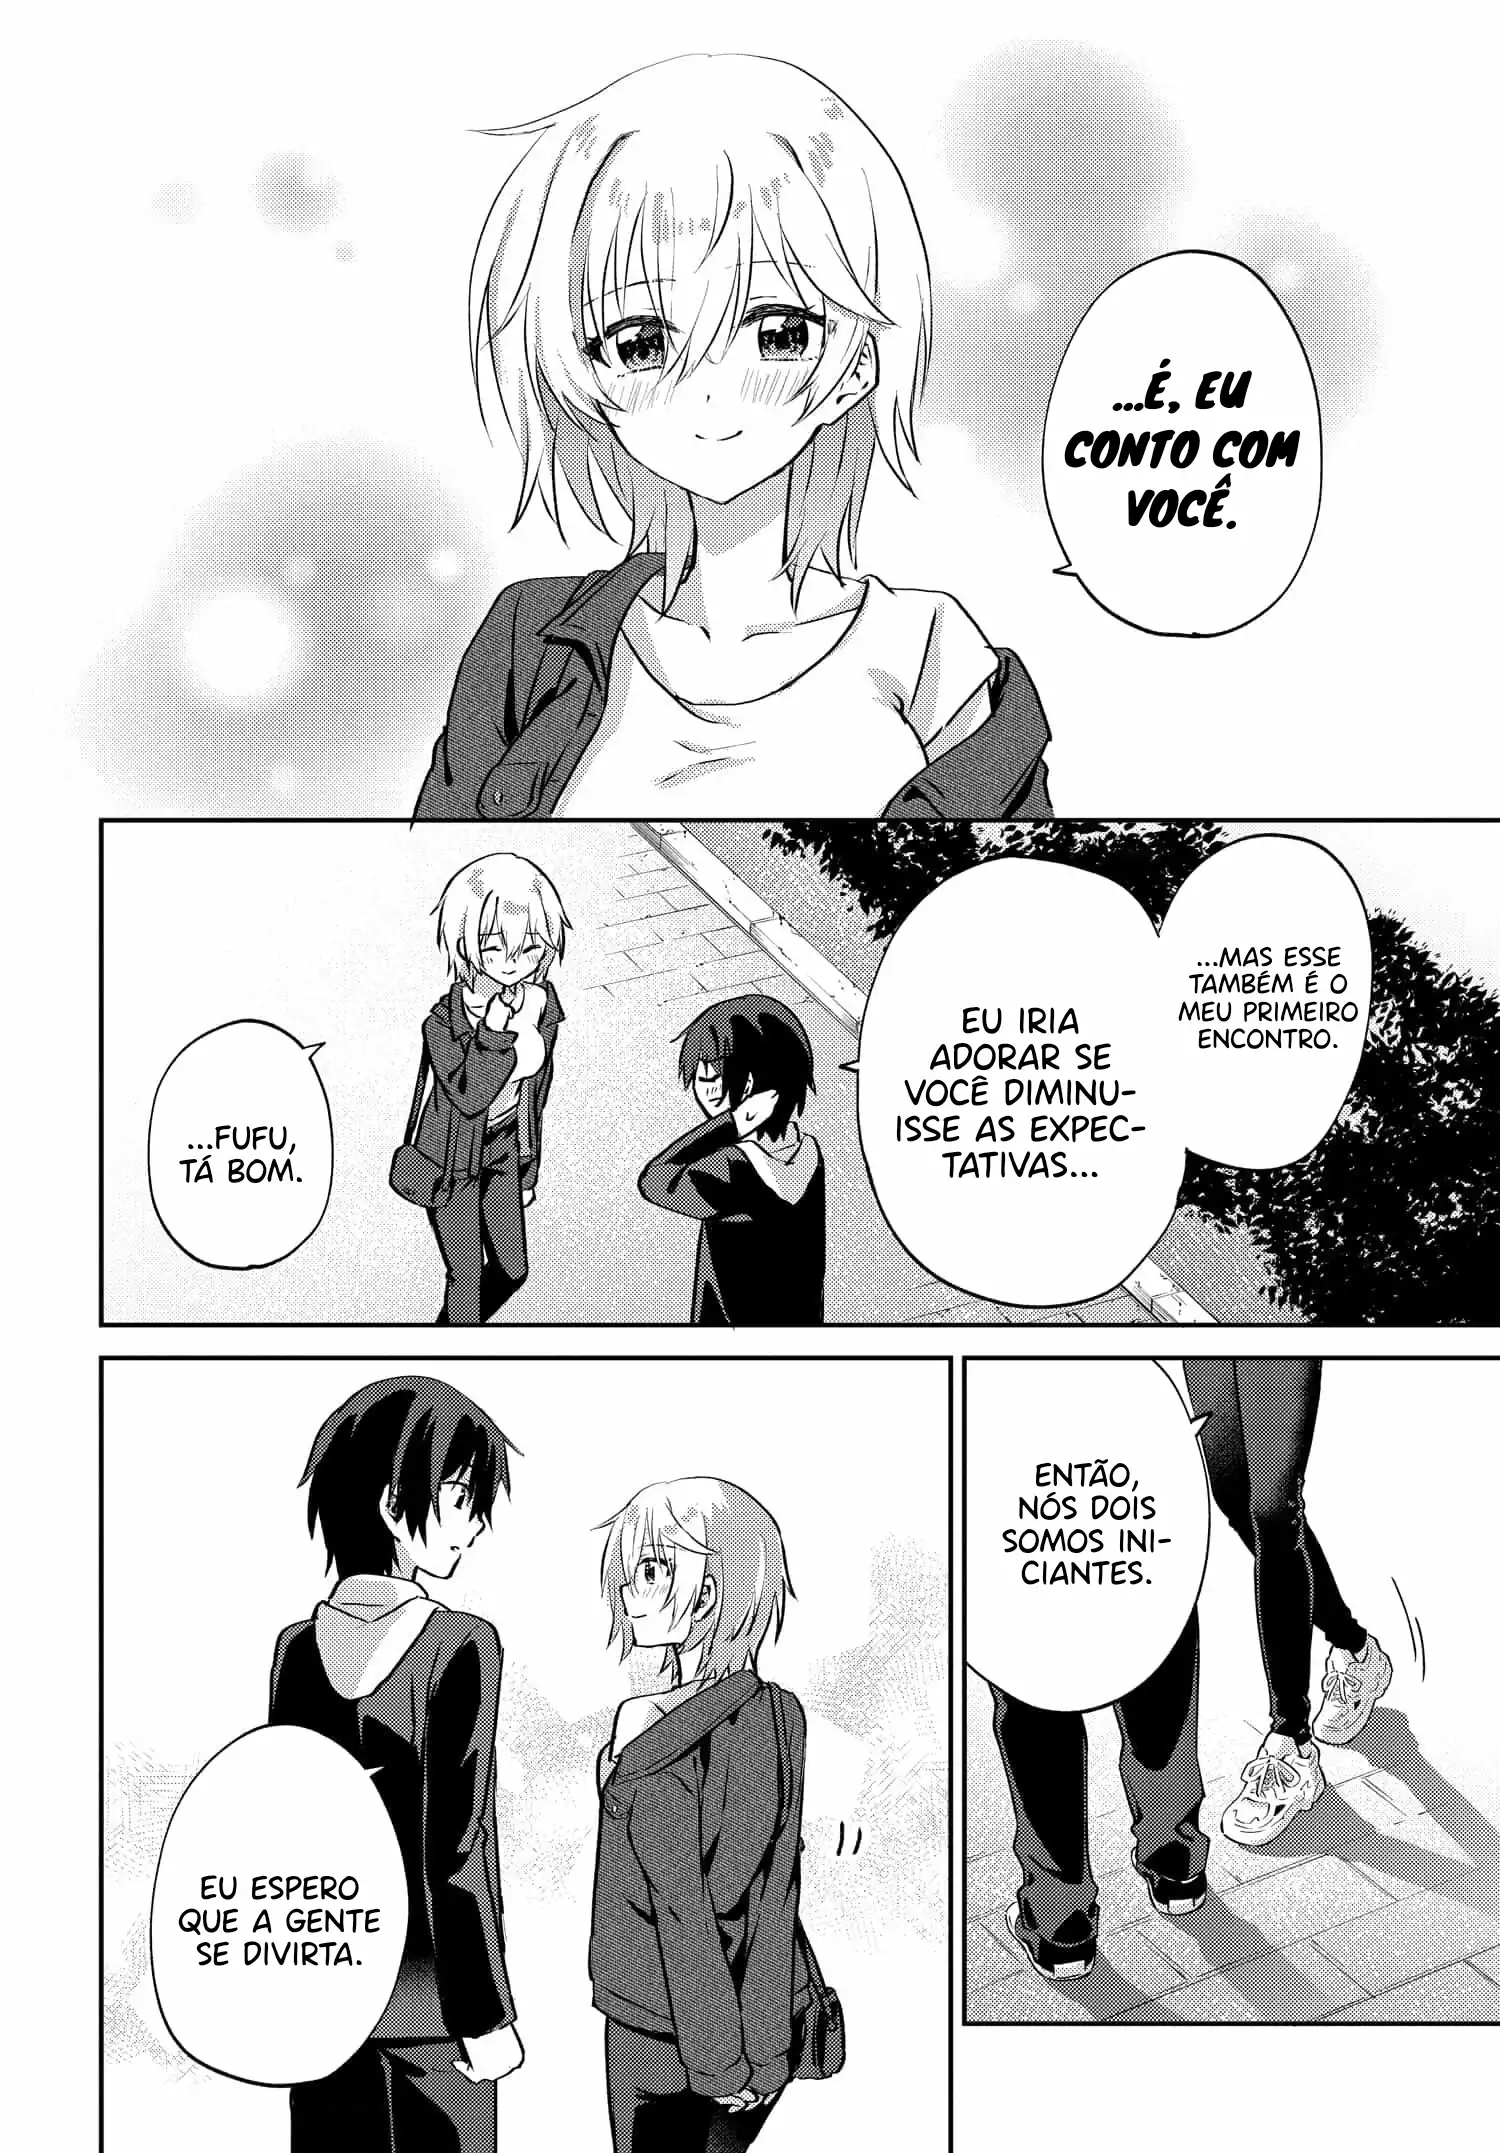 ...É, EU
CONTO COM
VOCÊ.
...MAS ESSE
TAMBÉM É O
MEU PRIMEIRO
ENCONTRO.
EU IRIA
ADORAR SE
VOCÊ DIMINU-
ISSE AS EXPEC-
TATIVAS...
...FUFU,
TÁ BOM.
ENTÃO,
NÓS DOIS
SOMOS INI-
CIANTES.
EU ESPERO
QUE A GENTE
SE DIVIRTA.